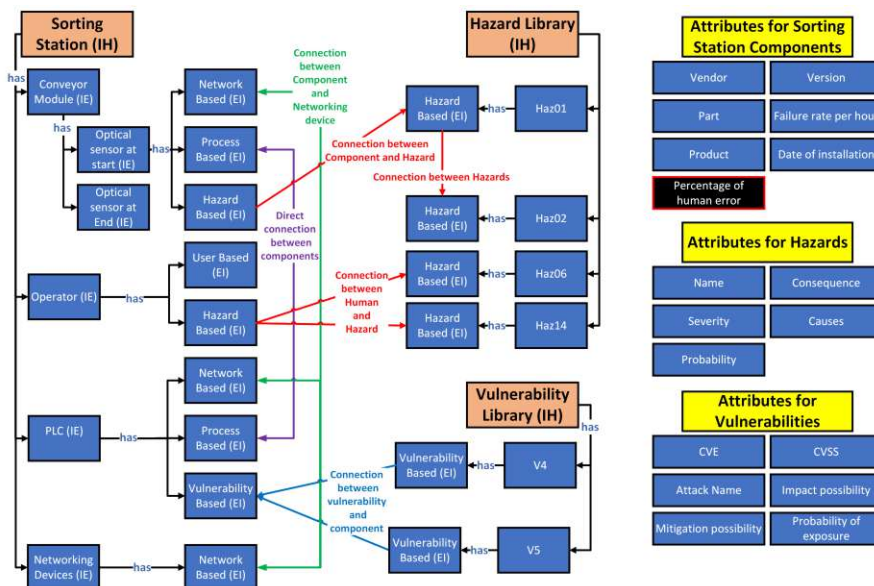 Sorting
Station (IH)
has
Conveyor
Module (IE)
has
Optical
sensor at
start (IE)
Optical
sensor at
End (IE)
has
Network
Based (EI)
Process
Based (EI)
Hazard
Based (EI)
Operator (IE)
has
User Based
(EI)
Hazard
Based (EI)
PLC (IE)
has
Network
Based (EI)
Process
Based (EI)
Vulnerability
Based (EI)
Networking
Devices (IE)
has
Network
Based (EI)
Connection
between
Component
and
Networking
device
Direct
connection
between
components
Connection between
Component and Hazard
Connection between Hazards
Connection
between
Human
and
Hazard
Connection
between
vulnerability
and
component
Hazard Library
(IH)
has
Hazard
Based (EI)
has
Haz01
Hazard
Based (EI)
has
Haz02
Hazard
Based (EI)
has
Haz06
Hazard
Based (EI)
has
Haz14
Vulnerability
Library (IH)
has
Vulnerability
Based (EI)
has
V4
Vulnerability
Based (EI)
has
V5
Attributes for Sorting
Station Components
Vendor
Version
Part
Failure rate per hou
Product
Date of installation
Percentage of
human error
Attributes for Hazards
Name
Consequence
Severity
Causes
Probability
Attributes for
Vulnerabilities
CVE
CVSS
Attack Name
Impact possibility
Mitigation possibility
Probability of
exposure